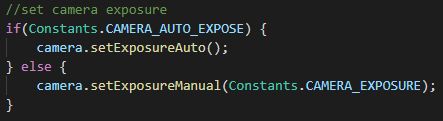 //set camera exposure
if(Constants.CAMERA_AUTO_EXPOSE) {
    camera.setExposureAuto();
} else {
    camera.setExposureManual(Constants.CAMERA_EXPOSURE);
}